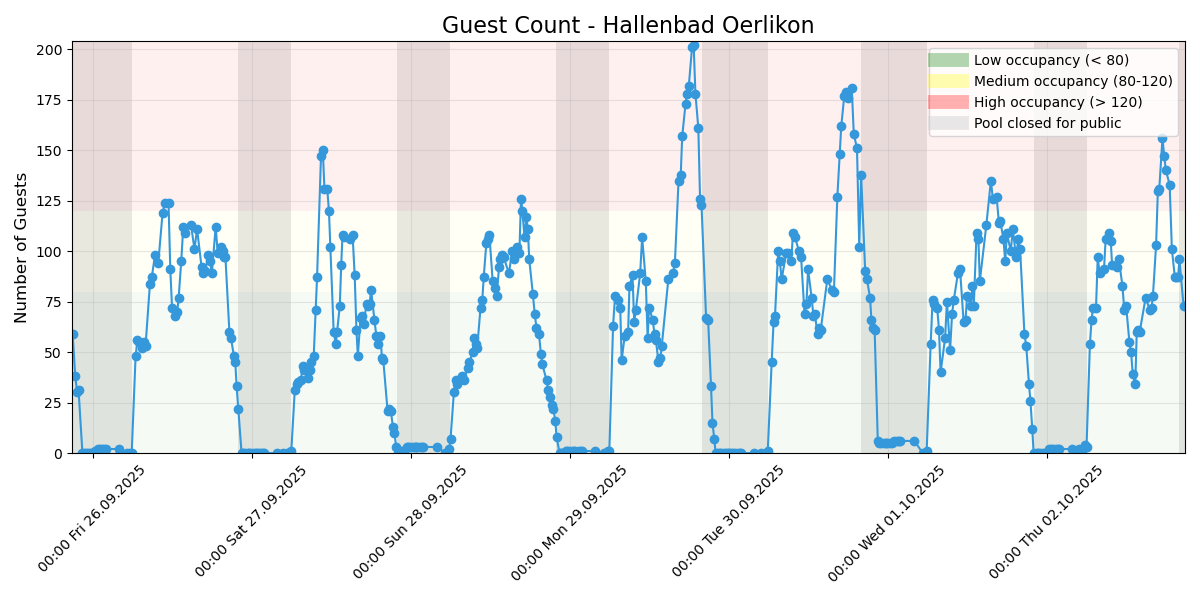 Guest Count - Hallenbad Oerlikon
Number of Guests
200
175
150
125
100
75
50
25
0
Low occupancy (< 80)
Medium occupancy (80-120)
High occupancy (> 120)
Pool closed for public
00:00 Fri 26.09.2025
00:00 Sat 27.09.2025
00:00 Sun 28.09.2025
00:00 Mon 29.09.2025
00:00 Tue 30.09.2025
00:00 Wed 01.10.2025
00:00 Thu 02.10.2025